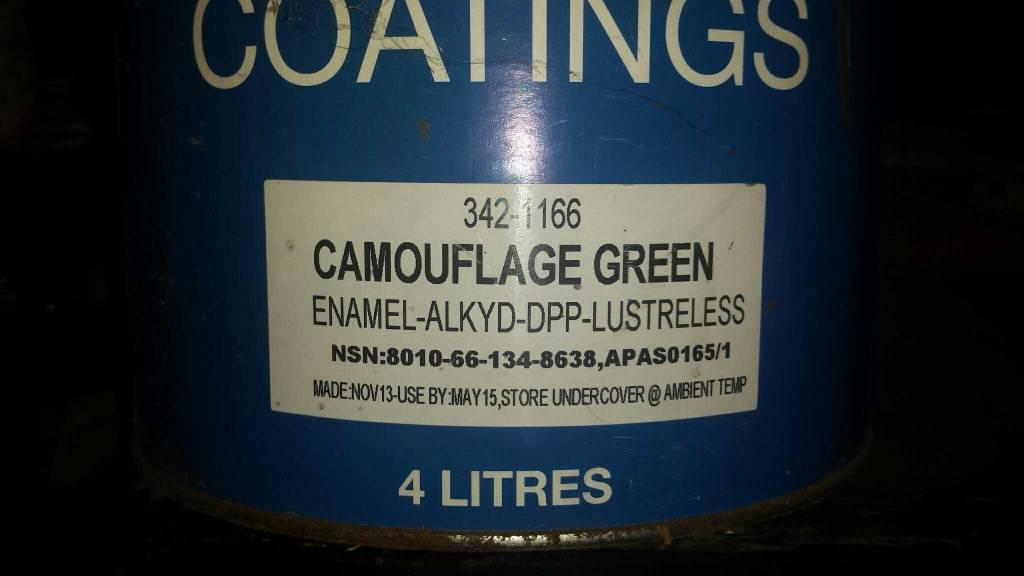 COATINGS
342-1166
CAMOUFLAGE GREEN
ENAMEL-ALKYD-DPP-LUSTRELESS
NSN:8010-66-134-8638,APAS0165/1
MADE:NOV13-USE BY:MAY15,STORE UNDERCOVER @ AMBIENT TEMP
4 LITRES